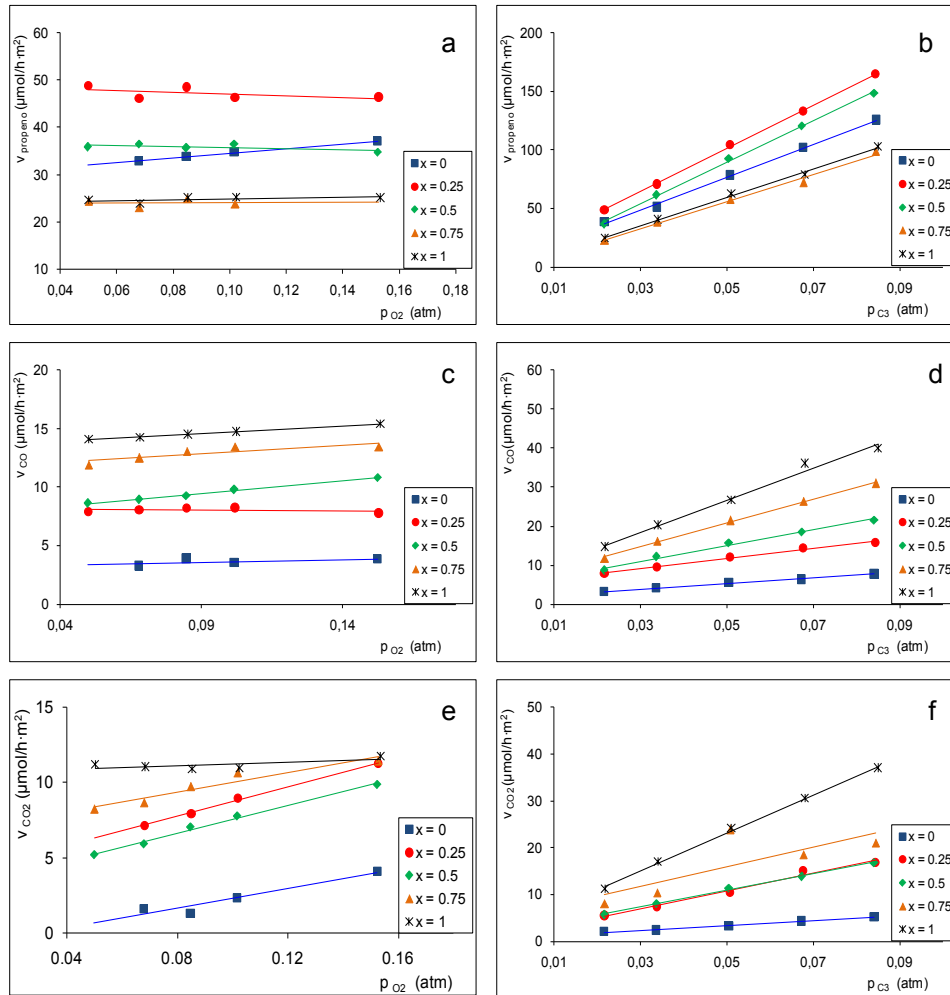 a
v propeno (µmol/h·m²)
60
50
40
30
20
10
0,04 0,06 0,08 0,10 0,12 0,14 0,16 0,18
p O2 (atm)
x = 0
x = 0.25
x = 0.5
x = 0.75
x = 1
b
v propeno (µmol/h·m²)
200
150
100
50
0
0,01 0,03 0,05 0,07 0,09
p C3 (atm)
x = 0
x = 0.25
x = 0.5
x = 0.75
x = 1
c
v CO (µmol/h·m²)
20
15
10
5
0
0,04 0,09 0,14
p O2 (atm)
x = 0
x = 0.25
x = 0.5
x = 0.75
x = 1
d
v CO(µmol/h·m²)
60
50
40
30
20
10
0
0,01 0,03 0,05 0,07 0,09
p C3 (atm)
x = 0
x = 0.25
x = 0.5
x = 0.75
x = 1
e
v CO2 (µmol/h·m²)
15
10
5
0
0.04 0.08 0.12 0.16
p O2 (atm)
x = 0
x = 0.25
x = 0.5
x = 0.75
x = 1
f
v CO2 (µmol/h·m²)
50
40
30
20
10
0
0,01 0,03 0,05 0,07 0,09
p C3 (atm)
x = 0
x = 0.25
x = 0.5
x = 0.75
x = 1